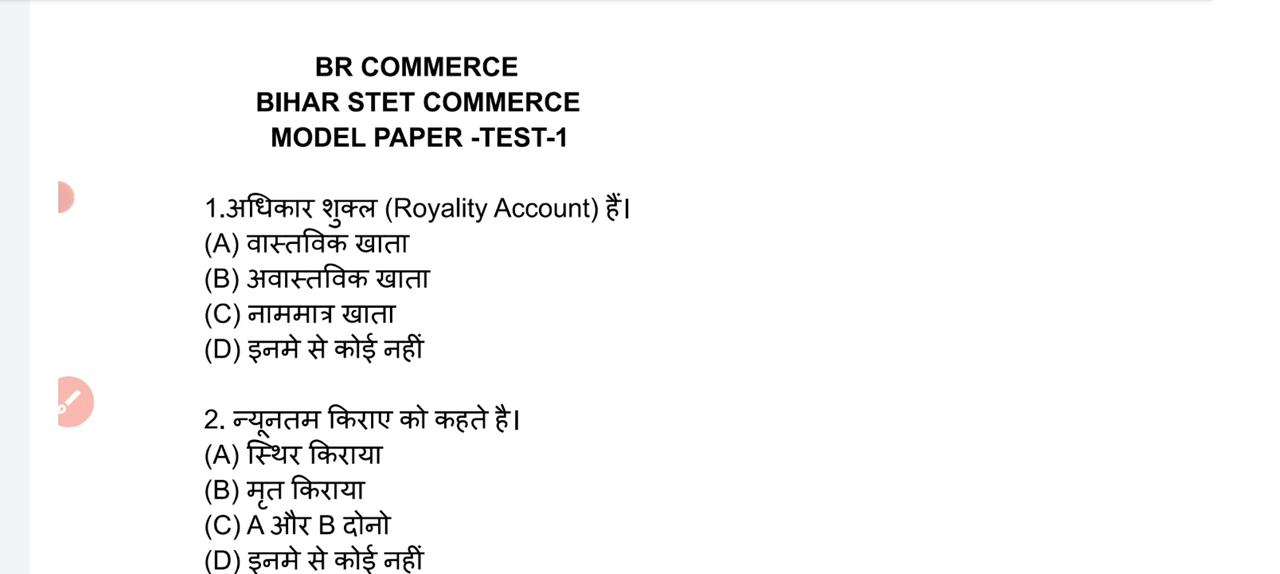 BR COMMERCE
BIHAR STET COMMERCE
MODEL PAPER -TEST-1
1.अधिकार शुक्ल (Royality Account) हैं।
(A) वास्तविक खाता
(B) अवास्तविक खाता
(C) नाममात्र खाता
(D) इनमे से कोई नहीं
2. न्यूनतम किराए को कहते है।
(A) स्थिर किराया
(B) मृत किराया
(C) A और B दोनो
(D) इनमे से कोई नहीं